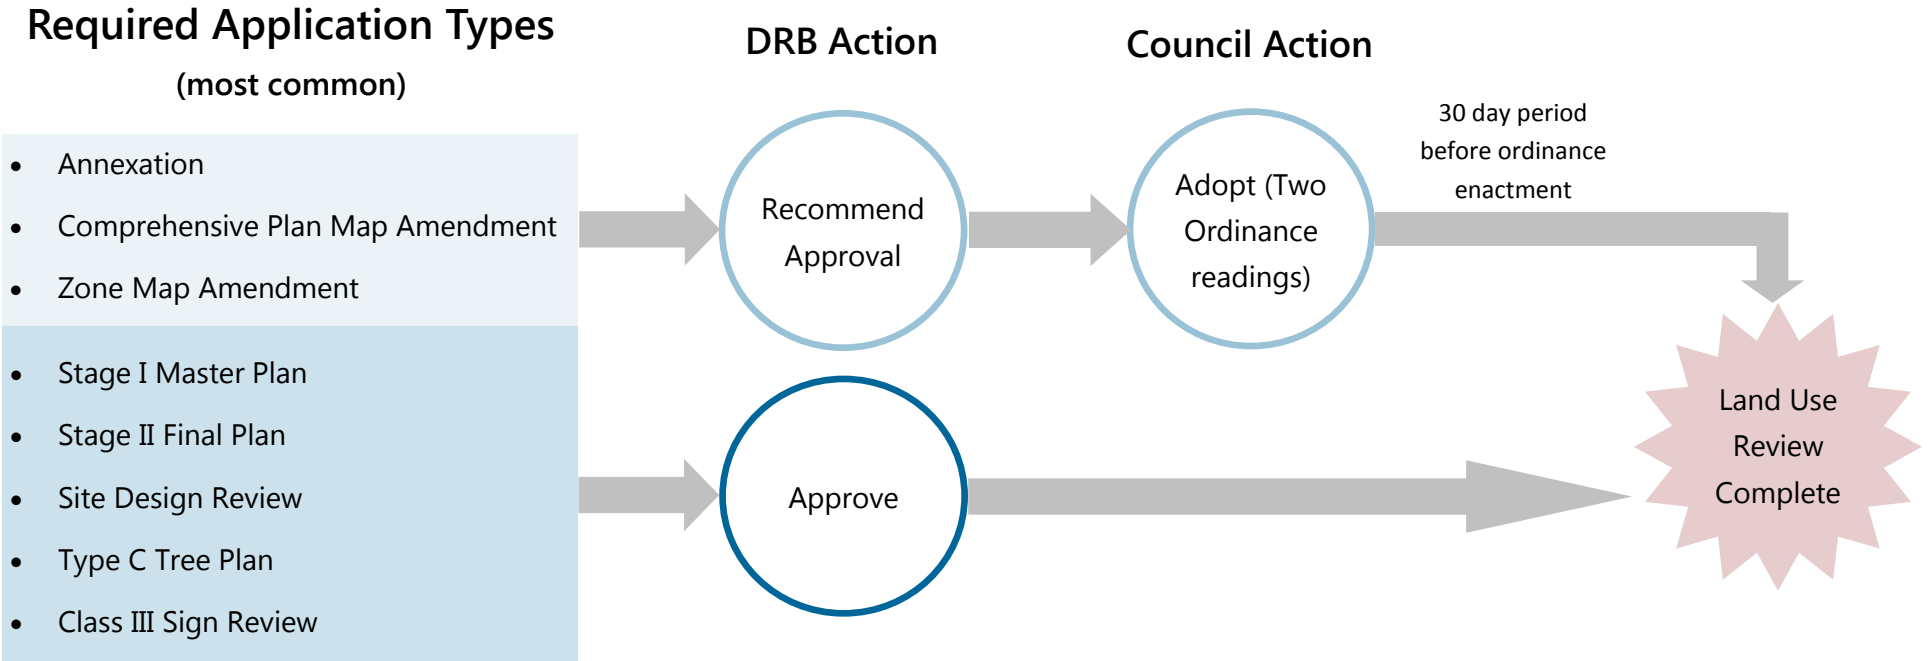 Required Application Types
(most common)
DRB Action
Council Action
• Annexation
• Comprehensive Plan Map Amendment
• Zone Map Amendment
• Stage I Master Plan
• Stage II Final Plan
• Site Design Review
• Type C Tree Plan
• Class III Sign Review
Recommend
Approval
Adopt (Two
Ordinance
readings)
30 day period
before ordinance
enactment
Approve
Land Use
Review
Complete